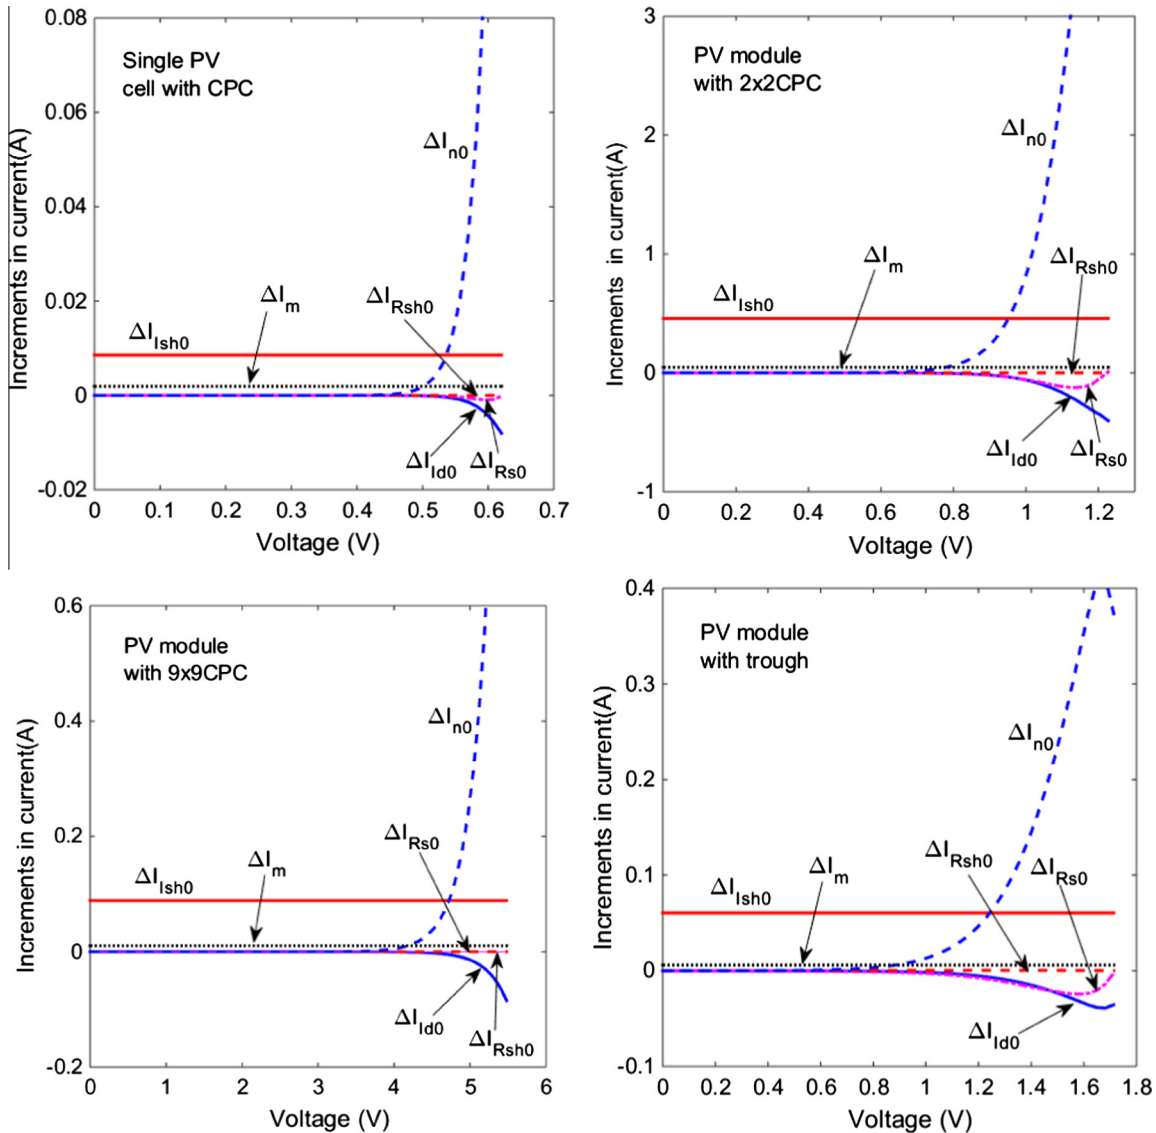 Single PV
cell with CPC
Increments in current(A)
0.08
0.06
0.04
0.02
0
-0.02
ΔIn0
ΔIm
ΔIRsh0
ΔIIsh0
ΔIId0
ΔIRs0
0 0.1 0.2 0.3 0.4 0.5 0.6 0.7
Voltage (V)
PV module
with 2x2CPC
Increments in current(A)
3
2
1
0
-1
ΔIn0
ΔIm
ΔIRsh0
ΔIIsh0
ΔIId0
ΔIRs0
0 0.2 0.4 0.6 0.8 1 1.2
Voltage (V)
PV module
with 9x9CPC
Increments in current(A)
0.6
0.4
0.2
0
-0.2
ΔIn0
ΔIRs0
ΔIm
ΔIIsh0
ΔIId0
ΔIRsh0
0 1 2 3 4 5 6
Voltage (V)
PV module
with trough
Increments in current(A)
0.4
0.3
0.2
0.1
0
-0.1
ΔIn0
ΔIRsh0
ΔIRs0
ΔIm
ΔIIsh0
ΔIId0
0 0.2 0.4 0.6 0.8 1 1.2 1.4 1.6 1.8
Voltage (V)